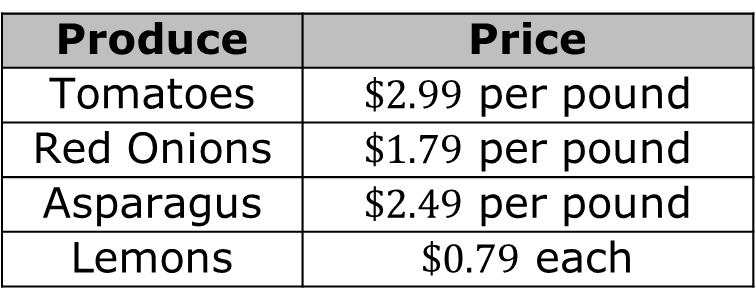 Produce Price
Tomatoes $2.99 per pound
Red Onions $1.79 per pound
Asparagus $2.49 per pound
Lemons $0.79 each